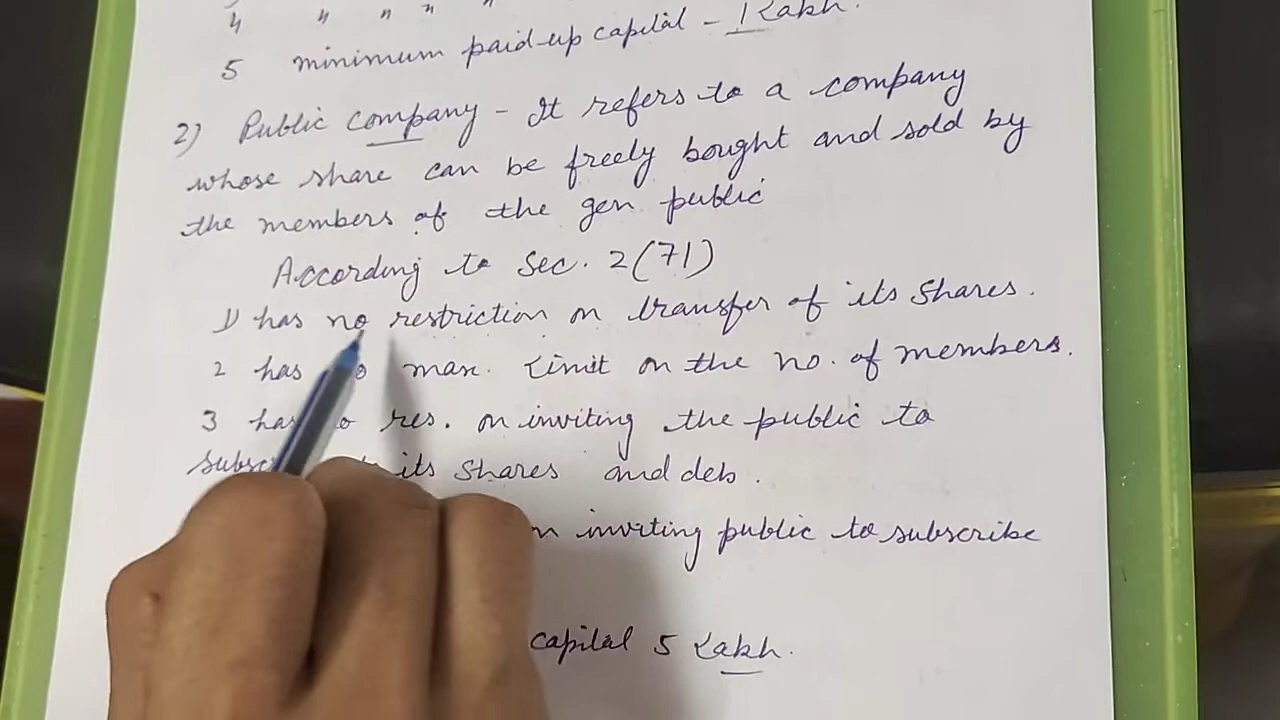 4 " " " "
5 minimum paid-up capital - 1 Lakh.
2) Public company - It refers to a company
whose share can be freely bought and sold by
the members of the gen public
According to Sec. 2(71)
1) has no restriction on transfer of its Shares.
2 has max. Limit on the no. of members.
3 res. on inviting the public to
its Shares and deb.
inviting public to subscribe
capital 5 Lakh.